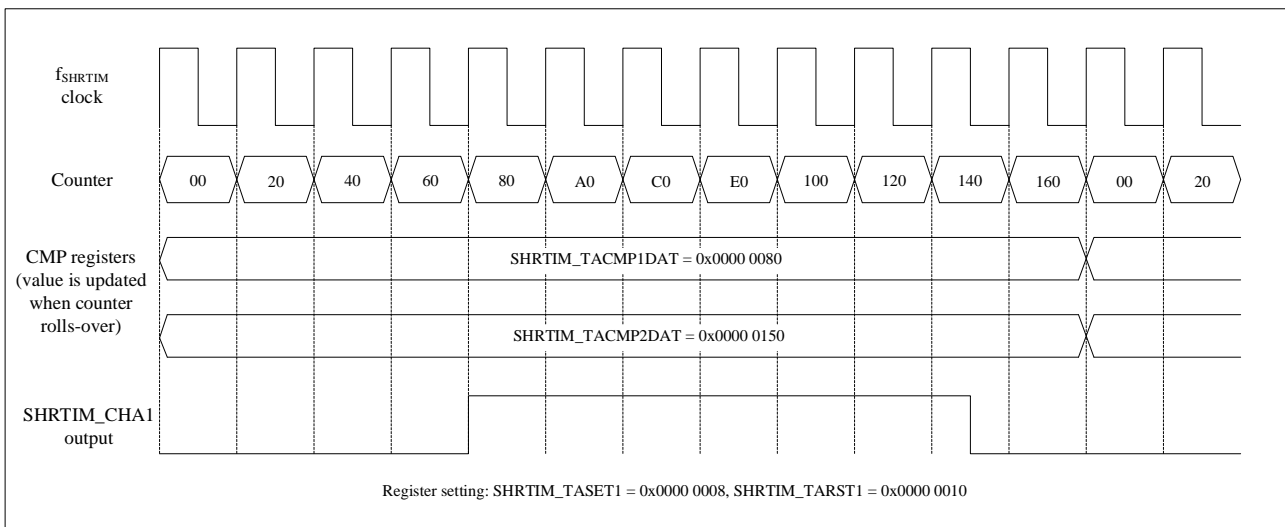 fSHRTIM
clock
Counter
00 20 40 60 80 A0 C0 E0 100 120 140 160 00 20
CMP registers
(value is updated
when counter
rolls-over)
SHRTIM_TACMP1DAT = 0x0000 0080
SHRTIM_TACMP2DAT = 0x0000 0150
SHRTIM_CHA1
output
Register setting: SHRTIM_TASET1 = 0x0000 0008, SHRTIM_TARST1 = 0x0000 0010